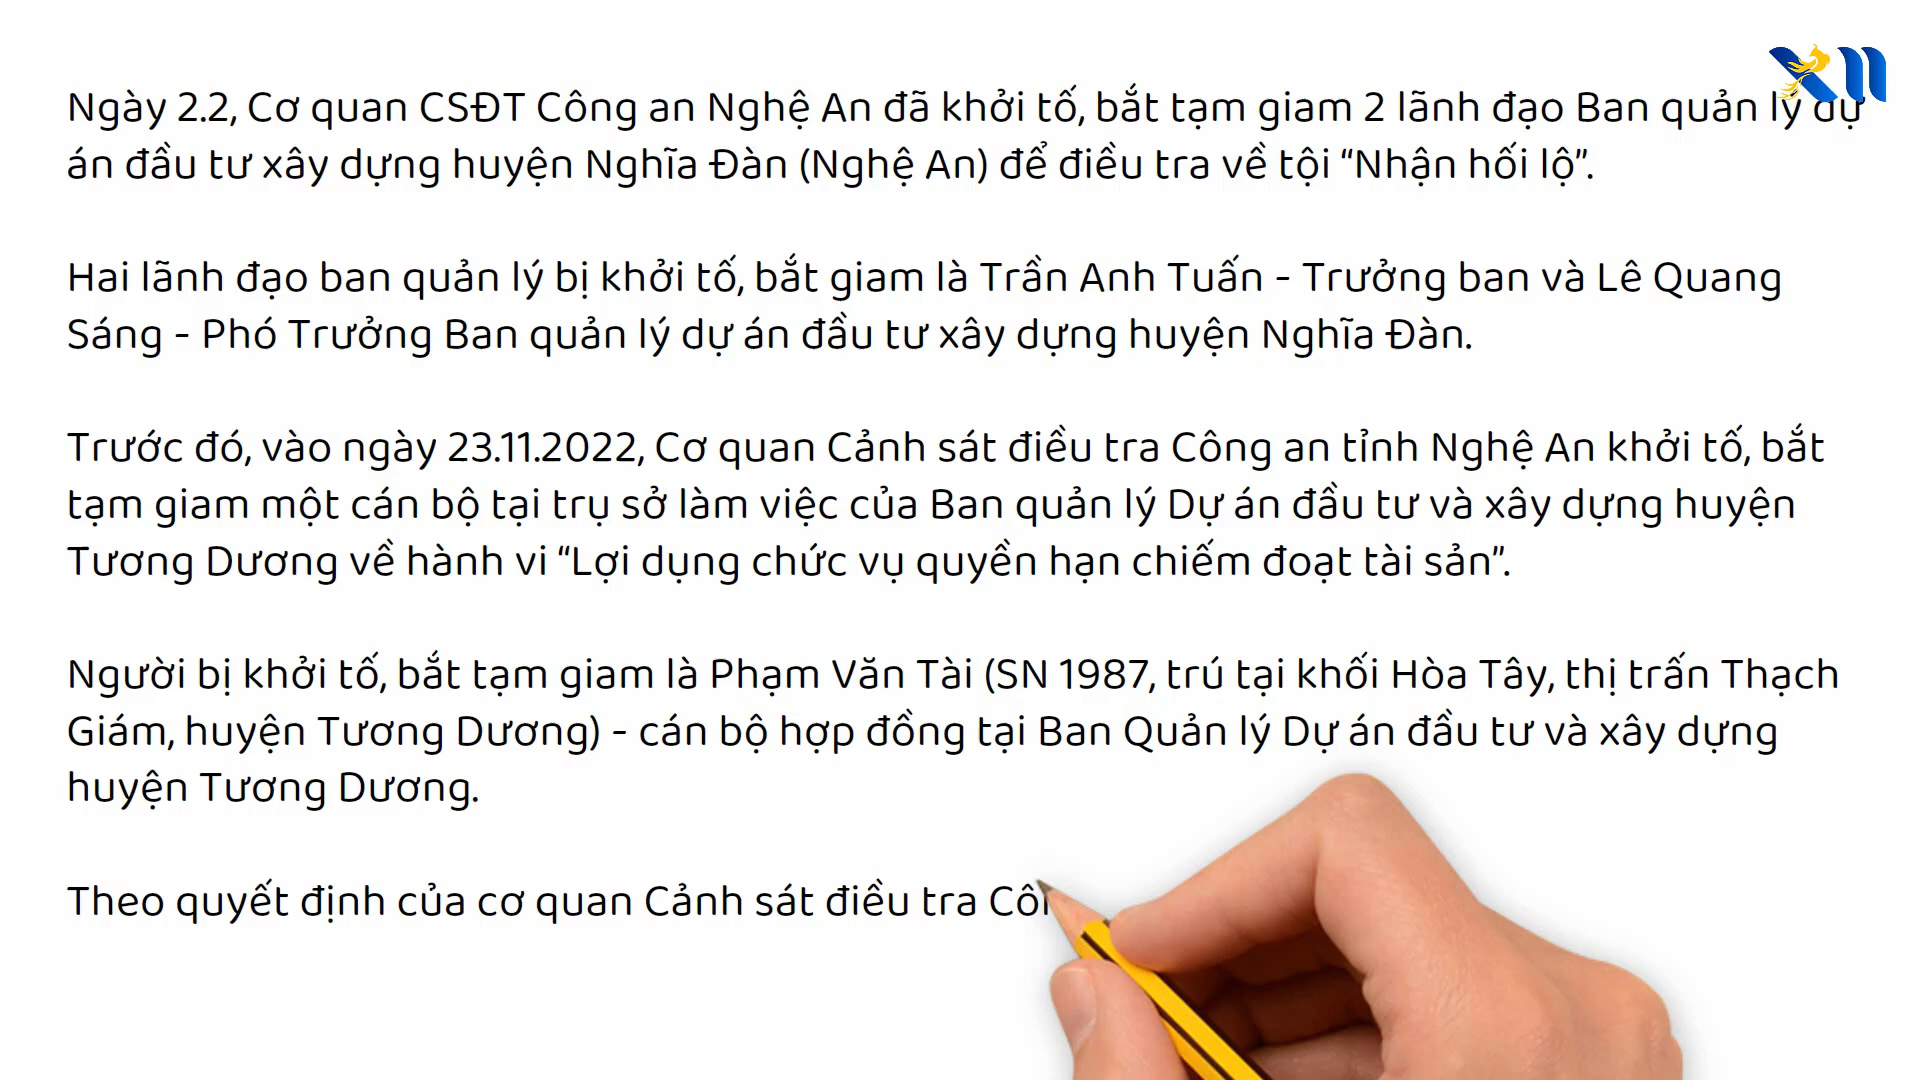 XII
Ngày 2.2, Cơ quan CSĐT Công an Nghệ An đã khởi tố, bắt tạm giam 2 lãnh đạo Ban quản lý dự
án đầu tư xây dựng huyện Nghĩa Đàn (Nghệ An) để điều tra về tội “Nhận hối lộ”.
Hai lãnh đạo ban quản lý bị khởi tố, bắt giam là Trần Anh Tuấn - Trưởng ban và Lê Quang
Sáng - Phó Trưởng Ban quản lý dự án đầu tư xây dựng huyện Nghĩa Đàn.
Trước đó, vào ngày 23.11.2022, Cơ quan Cảnh sát điều tra Công an tỉnh Nghệ An khởi tố, bắt
tạm giam một cán bộ tại trụ sở làm việc của Ban quản lý Dự án đầu tư và xây dựng huyện
Tương Dương về hành vi “Lợi dụng chức vụ quyền hạn chiếm đoạt tài sản”.
Người bị khởi tố, bắt tạm giam là Phạm Văn Tài (SN 1987, trú tại khối Hòa Tây, thị trấn Thạch
Giám, huyện Tương Dương) - cán bộ hợp đồng tại Ban Quản lý Dự án đầu tư và xây dựng
huyện Tương Dương.
Theo quyết định của cơ quan Cảnh sát điều tra